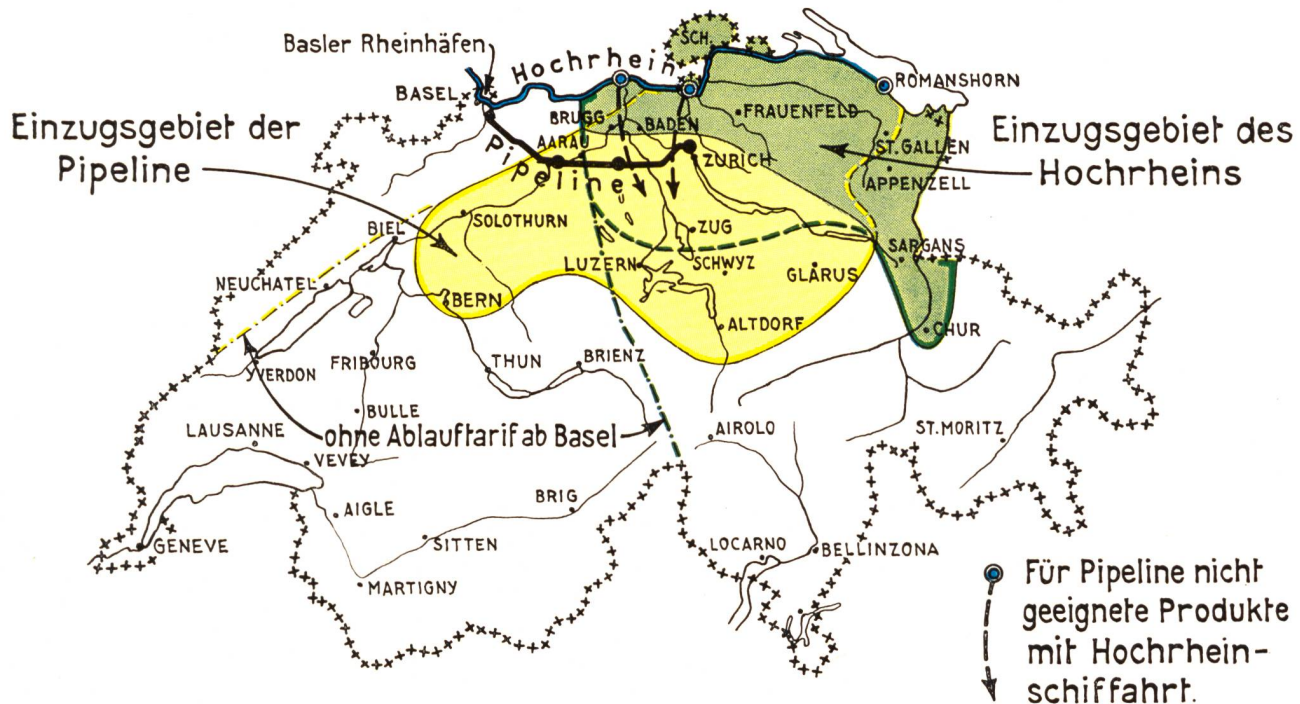 Basler Rheinhäfen
Hochrhein
SCH.
BASEL
ROMANSHORN
Einzugsgebiet der
Pipeline
Einzugsgebiet des
Hochrheins
BRUGG
BADEN
FRAUENFELD
AARAU
Pipeline
ZURICH
ST. GALLEN
APPENZELL
SOLOTHURN
BIEL
ZUG
SARGANS
NEUCHATEL
LUZERN
SCHWYZ
GLARUS
BERN
ALTDORF
CHUR
YVERDON
FRIBOURG
THUN
BRIENZ
BULLE
LAUSANNE
ohne Ablauftarif ab Basel
AIROLO
ST. MORITZ
VEVEY
AIGLE
BRIG
GENEVE
SITTEN
LOCARNO
BELLINZONA
MARTIGNY
Für Pipeline nicht
geeignete Produkte
mit Hochrhein-
schiffahrt.